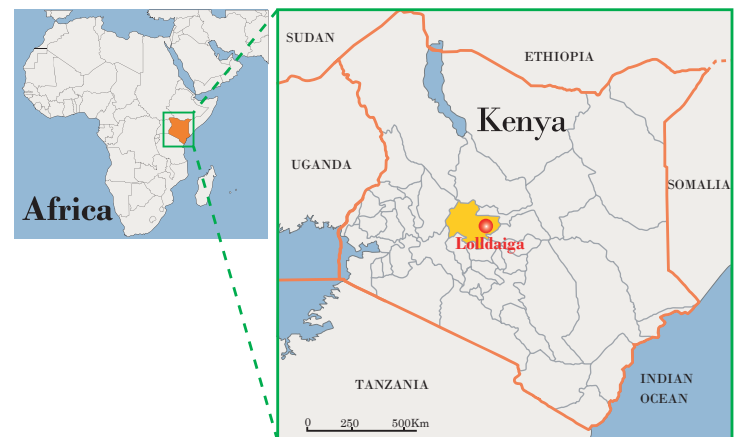 Africa
SUDAN
ETHIOPIA
Kenya
UGANDA
SOMALIA
Lolldaiga
TANZANIA
INDIAN
OCEAN
0 250 500Km